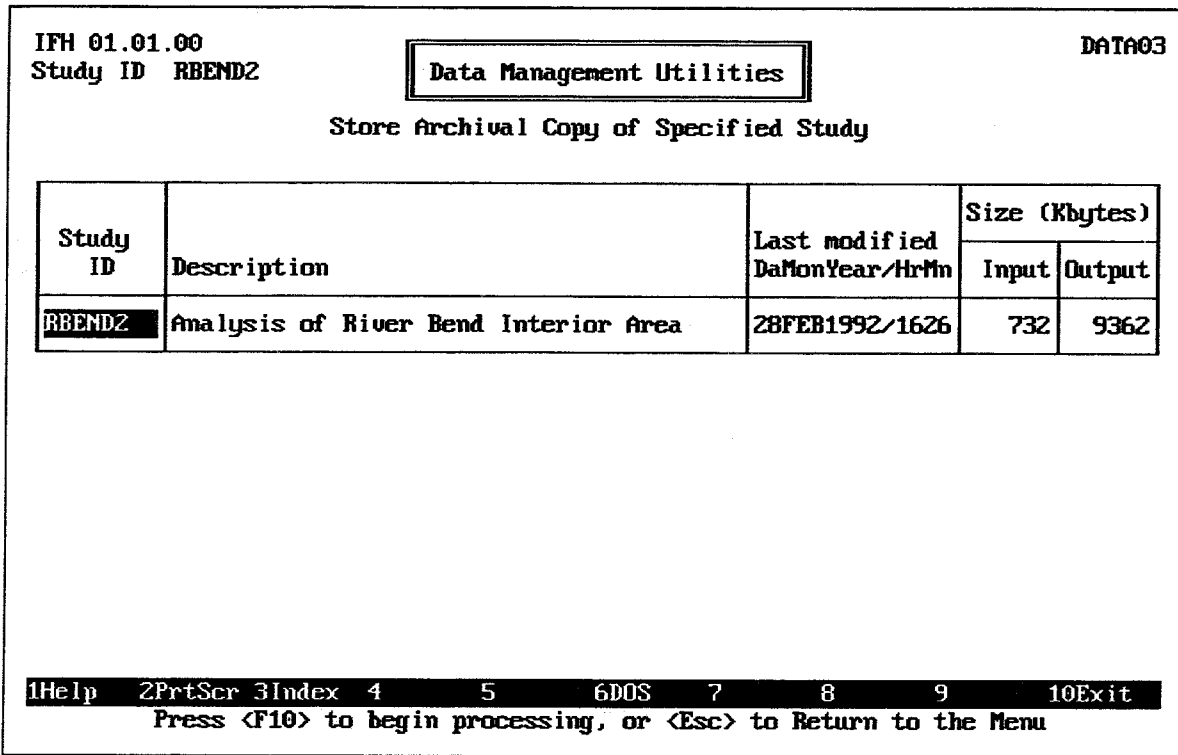 IFH 01.01.00
DATA03
Study ID RBEND2
Data Management Utilities
Store Archival Copy of Specified Study
Study ID
Description
Last modified
DaMonYear/HrMn
Size (Kbytes)
Input Output
RBEND2 Analysis of River Bend Interior Area 28FEB1992/1626 732 9362
1Help 2PrtScr 3Index 4 5 6DOS 7 8 9 10Exit
Press <F10> to begin processing, or <Esc> to Return to the Menu